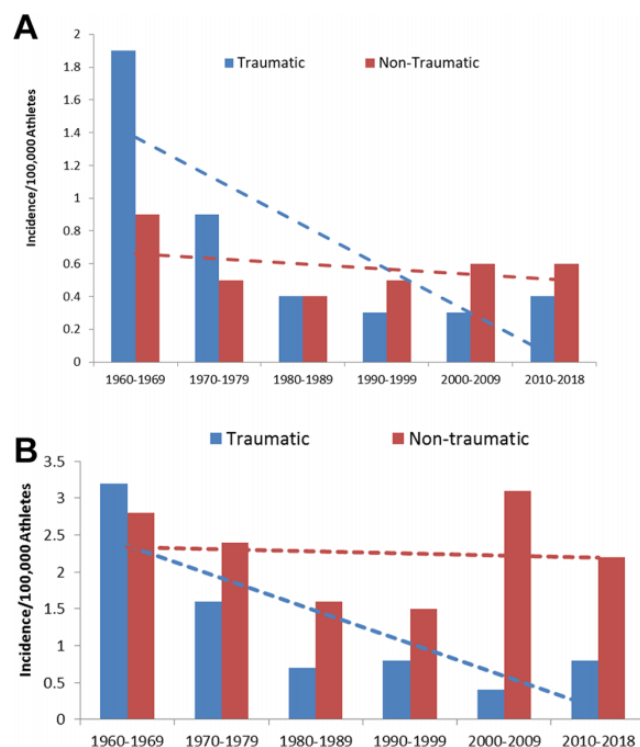 A
2
Traumatic Non-Traumatic
1.8
1.6
1.4
1.2
1
0.8
0.6
0.4
0.2
0
Incidence/100,000 Athletes
1960-1969 1970-1979 1980-1989 1990-1999 2000-2009 2010-2018
B
Traumatic Non-traumatic
3.5
3
2.5
2
1.5
1
0.5
0
Incidence/100,000 Athletes
1960-1969 1970-1979 1980-1989 1990-1999 2000-2009 2010-2018